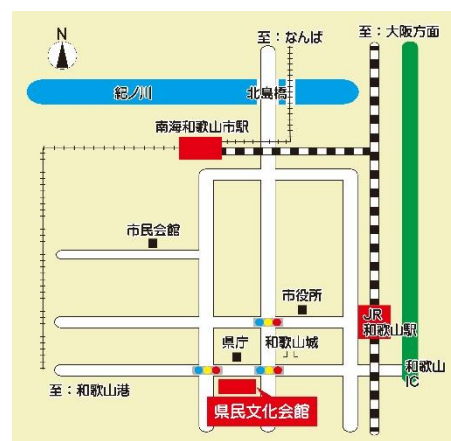 N
至：なんば
至：大阪方面
紀ノ川
北島橋
南海和歌山市駅
市民会館
市役所
JR
和歌山駅
県庁
和歌山城
和歌山
IC
至：和歌山港
県民文化会館